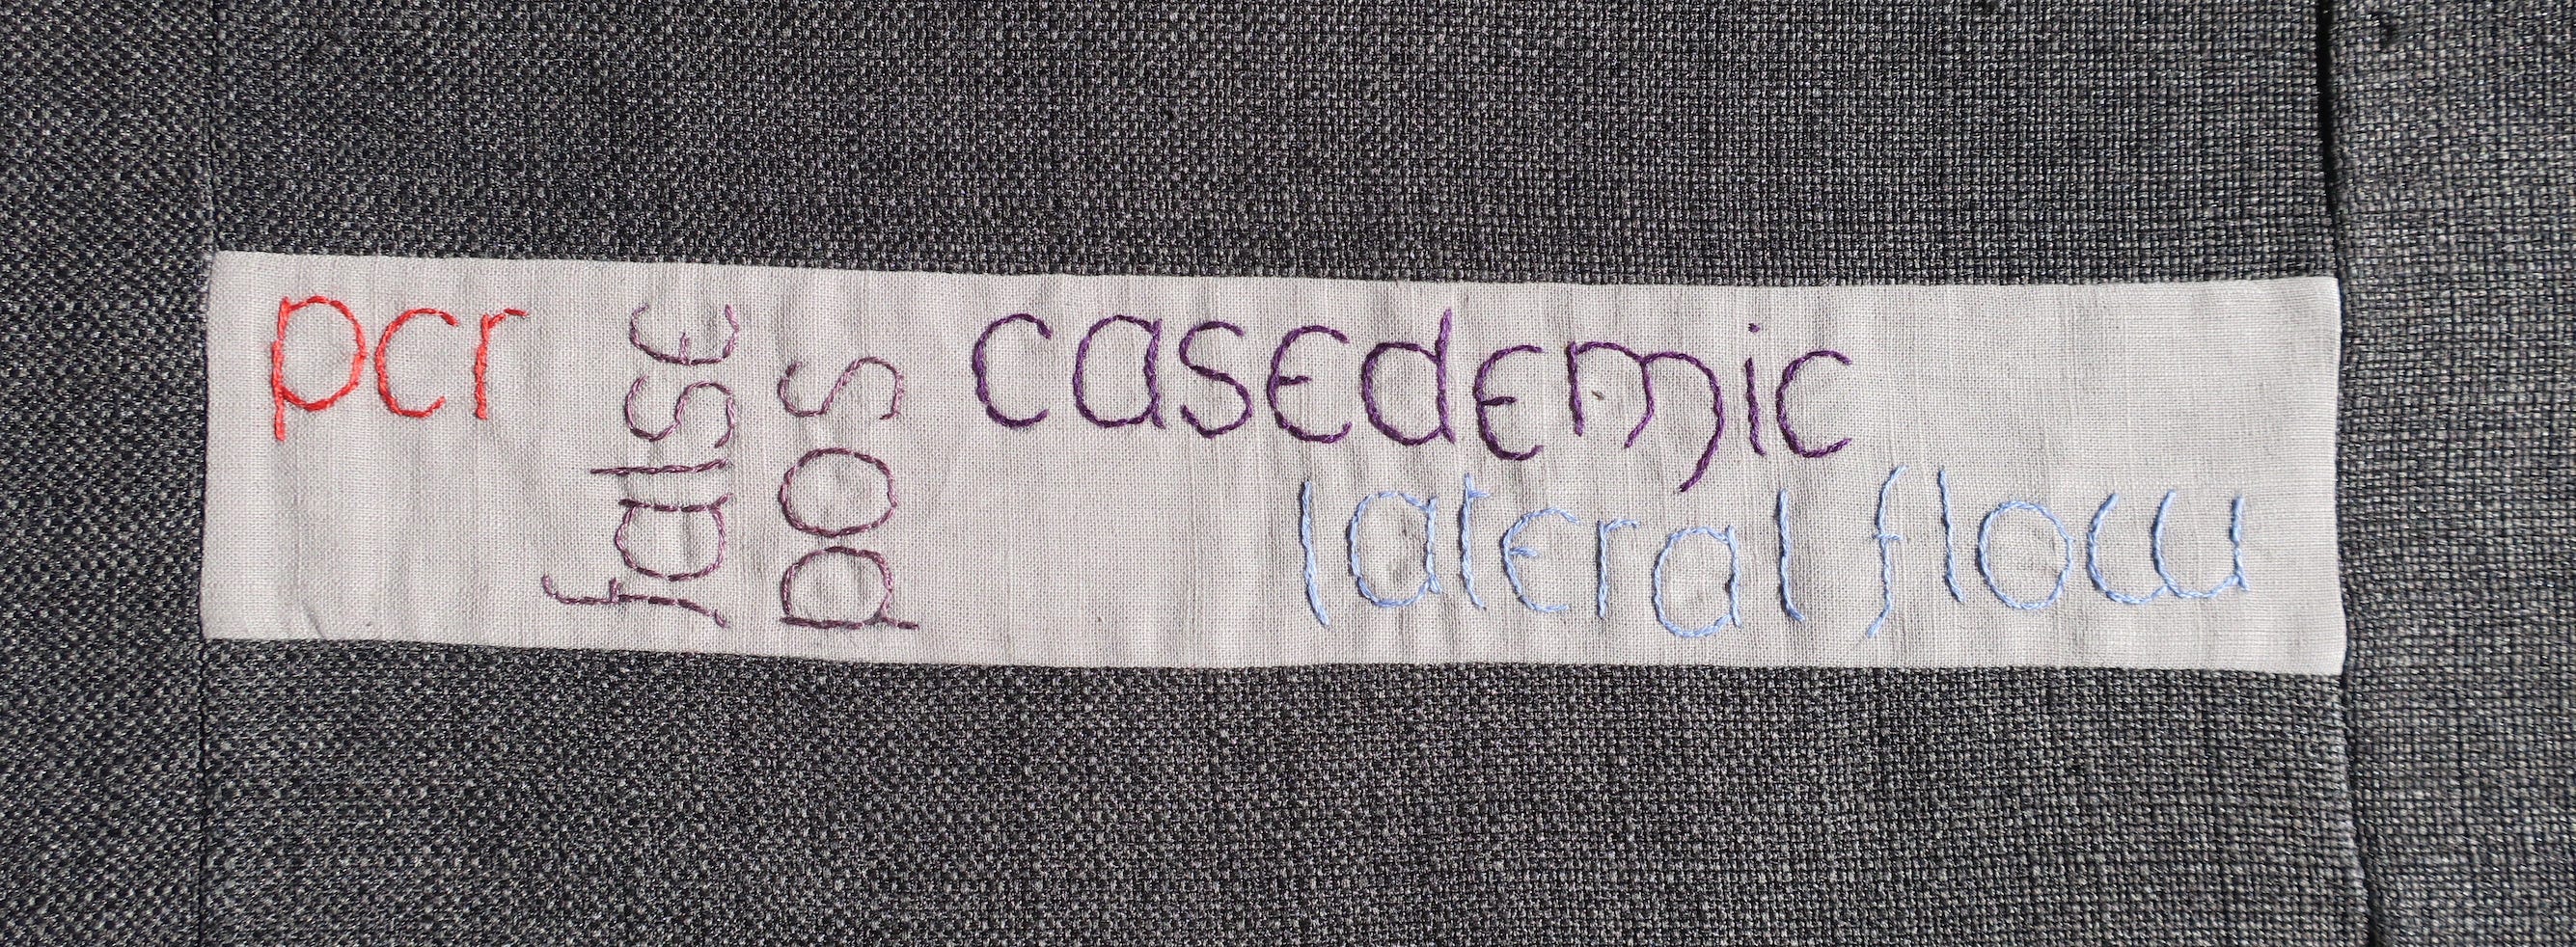 pcr
false
pos
casedemic
lateral flow